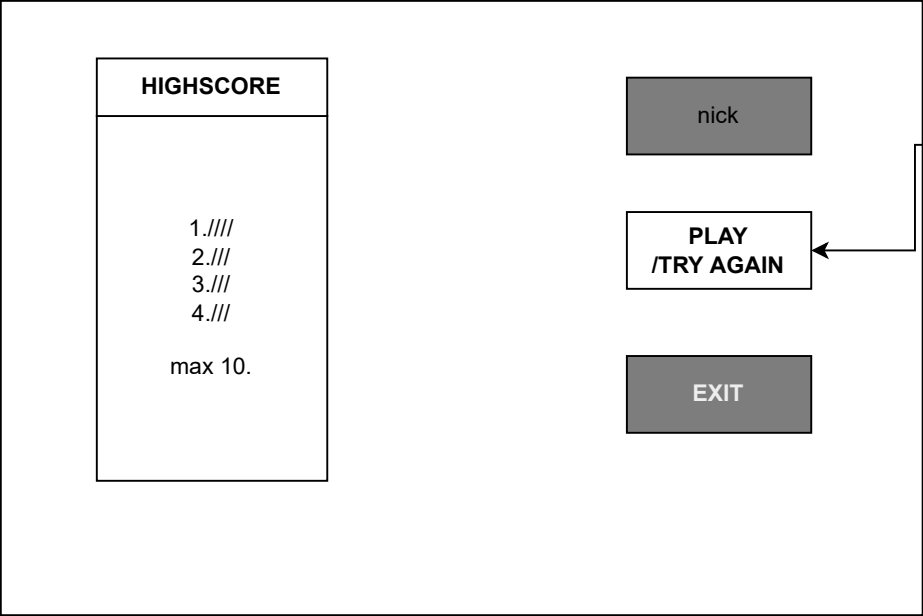 HIGHSCORE
1.////
2.///
3.///
4.///
max 10.
nick
PLAY
/TRY AGAIN
EXIT